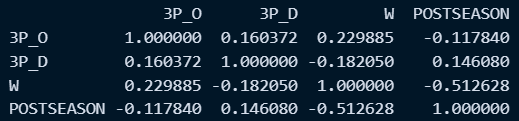 3P_O 3P_D W POSTSEASON
3P_O 1.000000 0.160372 0.229885 -0.117840
3P_D 0.160372 1.000000 -0.182050 0.146080
W 0.229885 -0.182050 1.000000 -0.512628
POSTSEASON -0.117840 0.146080 -0.512628 1.000000